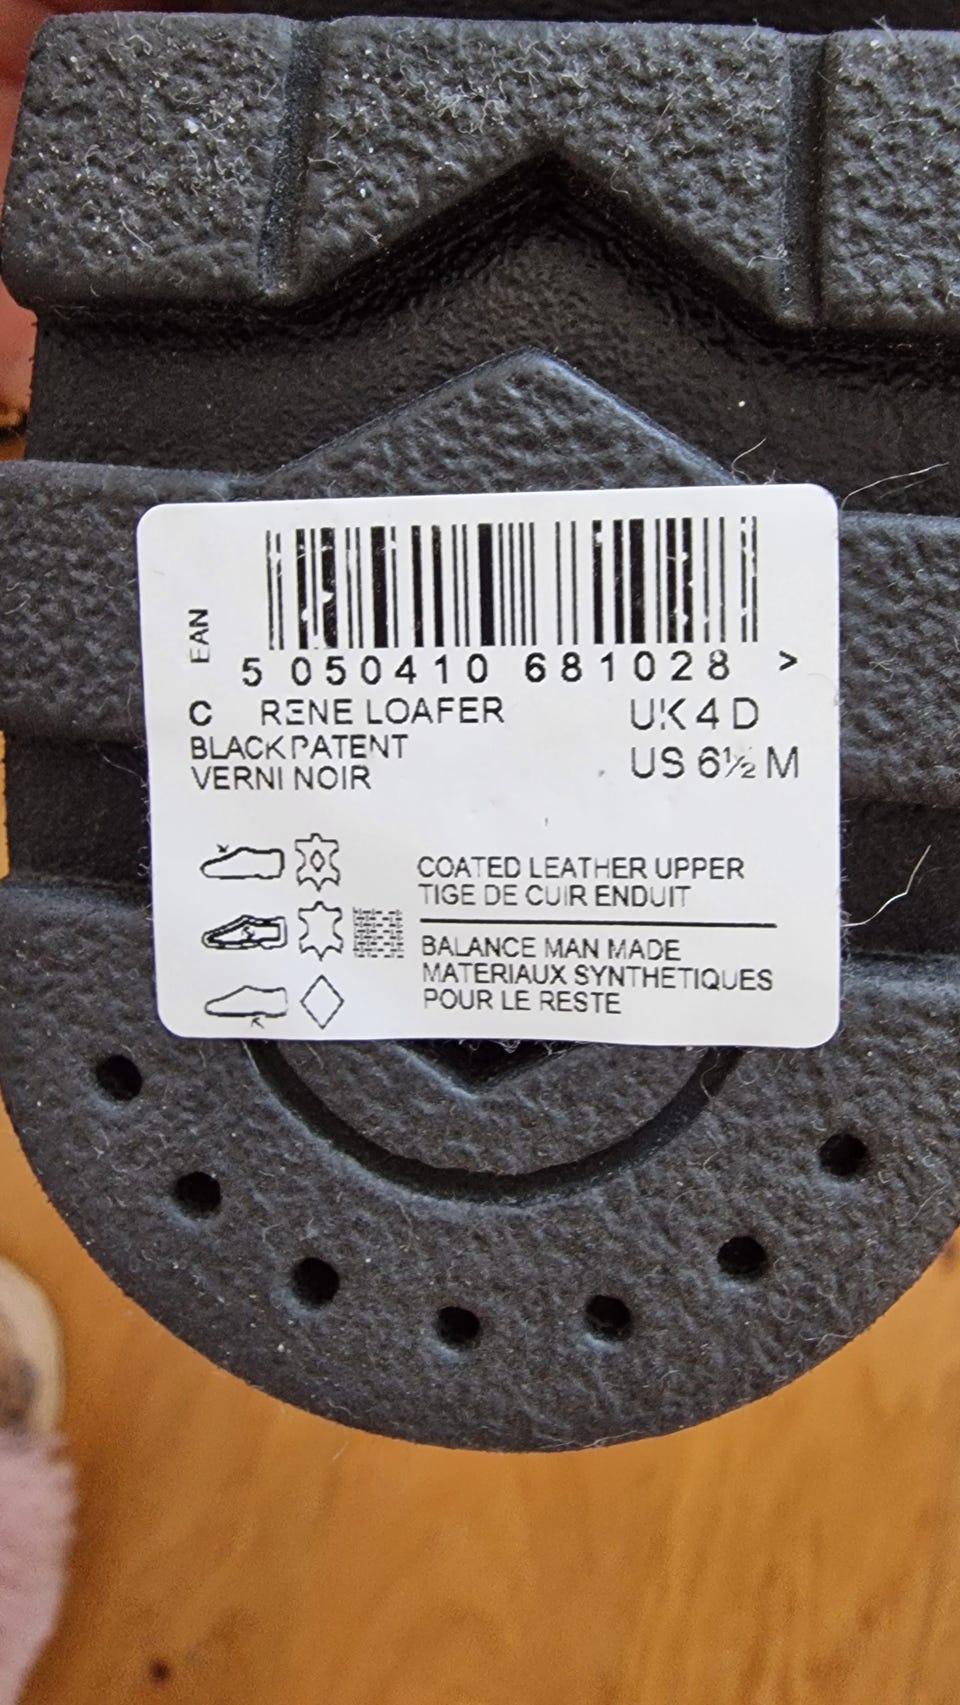 EAN
5 050410 681028 >
C RENE LOAFER UK 4 D
BLACK PATENT US 6½ M
VERNI NOIR
COATED LEATHER UPPER
TIGE DE CUIR ENDUIT
BALANCE MAN MADE
MATERIAUX SYNTHETIQUES
POUR LE RESTE